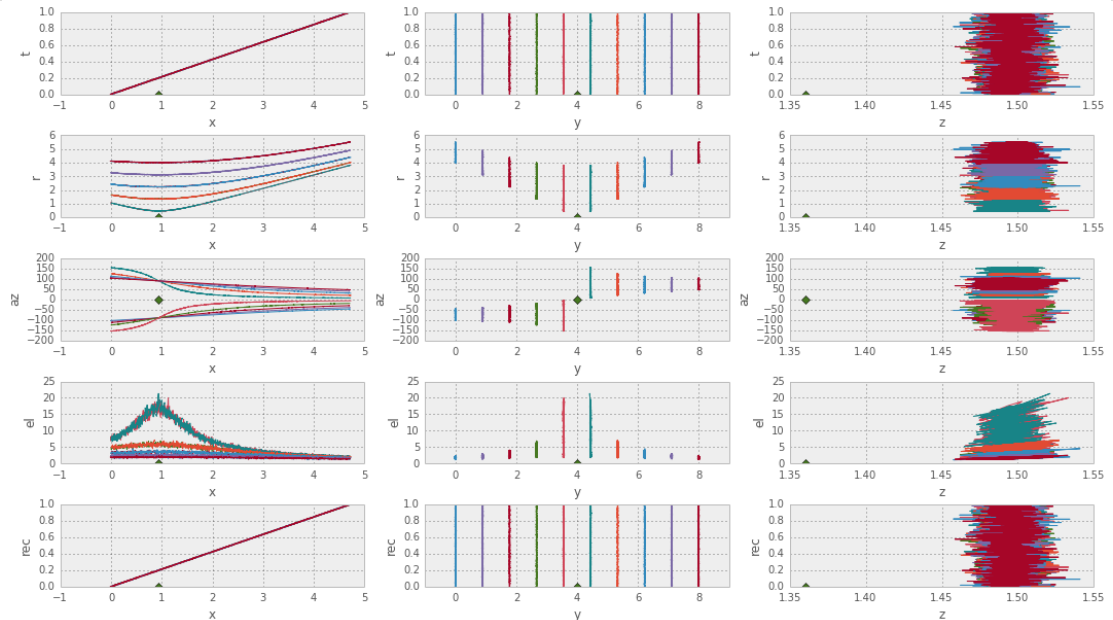 1.0 1.0 1.0
0.8 0.8 0.8
0.6 0.6 0.6
t t t
0.4 0.4 0.4
0.2 0.2 0.2
0.0 0.0 0.0
−1 0 1 2 3 4 5 0 2 4 6 8 1.35 1.40 1.45 1.50 1.55
x y z
6 6 6
5 5 5
4 4 4
r 3 r 3 r 3
2 2 2
1 1 1
0 0 0
−1 0 1 2 3 4 5 0 2 4 6 8 1.35 1.40 1.45 1.50 1.55
x y z
200 200 200
150 150 150
100 100 100
50 50 50
az 0 az 0 az 0
−50 −50 −50
−100 −100 −100
−150 −150 −150
−200 −200 −200
−1 0 1 2 3 4 5 0 2 4 6 8 1.35 1.40 1.45 1.50 1.55
x y z
25 25 25
20 20 20
15 15 15
el el el
10 10 10
5 5 5
0 0 0
−1 0 1 2 3 4 5 0 2 4 6 8 1.35 1.40 1.45 1.50 1.55
x y z
1.0 1.0 1.0
0.8 0.8 0.8
0.6 0.6 0.6
rec rec rec
0.4 0.4 0.4
0.2 0.2 0.2
0.0 0.0 0.0
−1 0 1 2 3 4 5 0 2 4 6 8 1.35 1.40 1.45 1.50 1.55
x y z